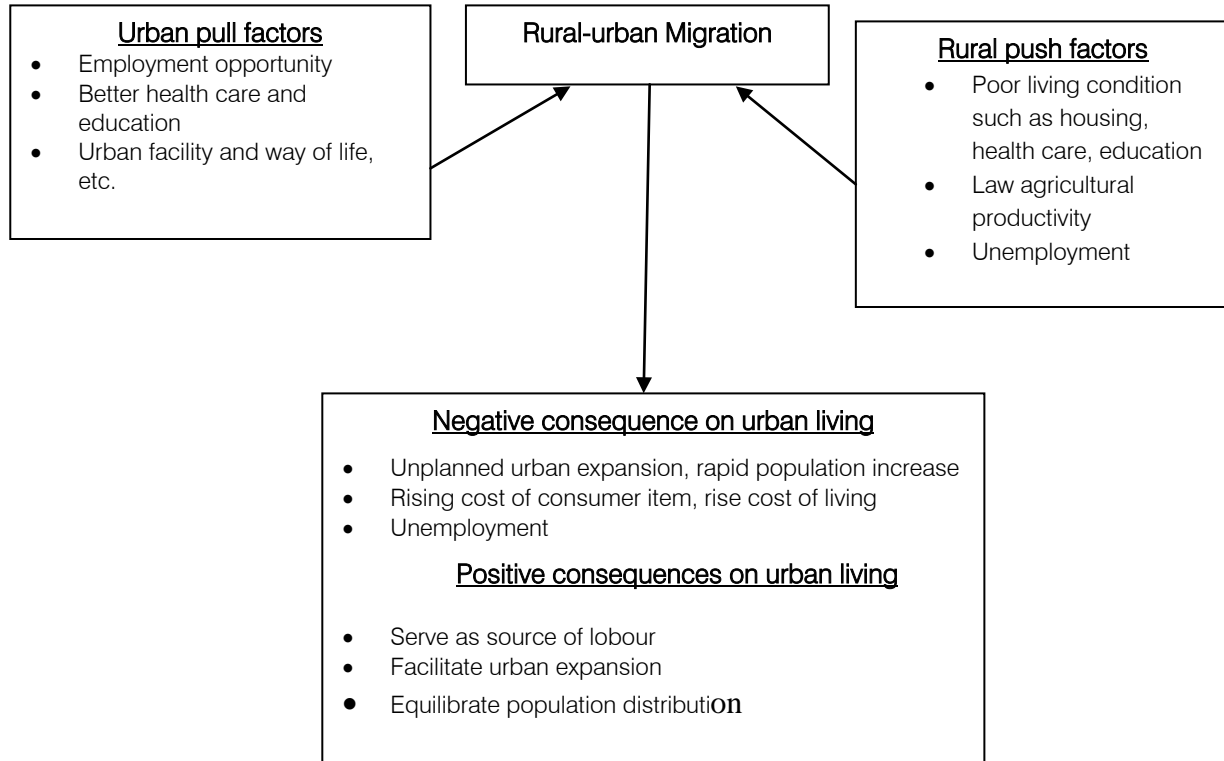 Urban pull factors
• Employment opportunity
• Better health care and
education
• Urban facility and way of life,
etc.
Rural-urban Migration
Rural push factors
• Poor living condition
such as housing,
health care, education
• Law agricultural
productivity
• Unemployment
Negative consequence on urban living
• Unplanned urban expansion, rapid population increase
• Rising cost of consumer item, rise cost of living
• Unemployment
Positive consequences on urban living
• Serve as source of lobour
• Facilitate urban expansion
• Equilibrate population distribution